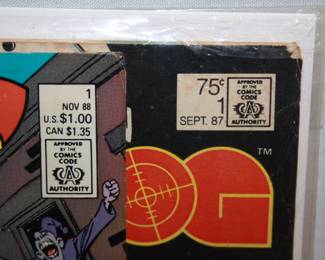 1
NOV 88
U.S. $1.00
CAN $1.35
APPROVED
BY THE
COMICS
CODE
CA
AUTHORITY
75¢
1
SEPT. 87
APPROVED
BY THE
COMICS
CODE
CA
AUTHORITY
OG
TM